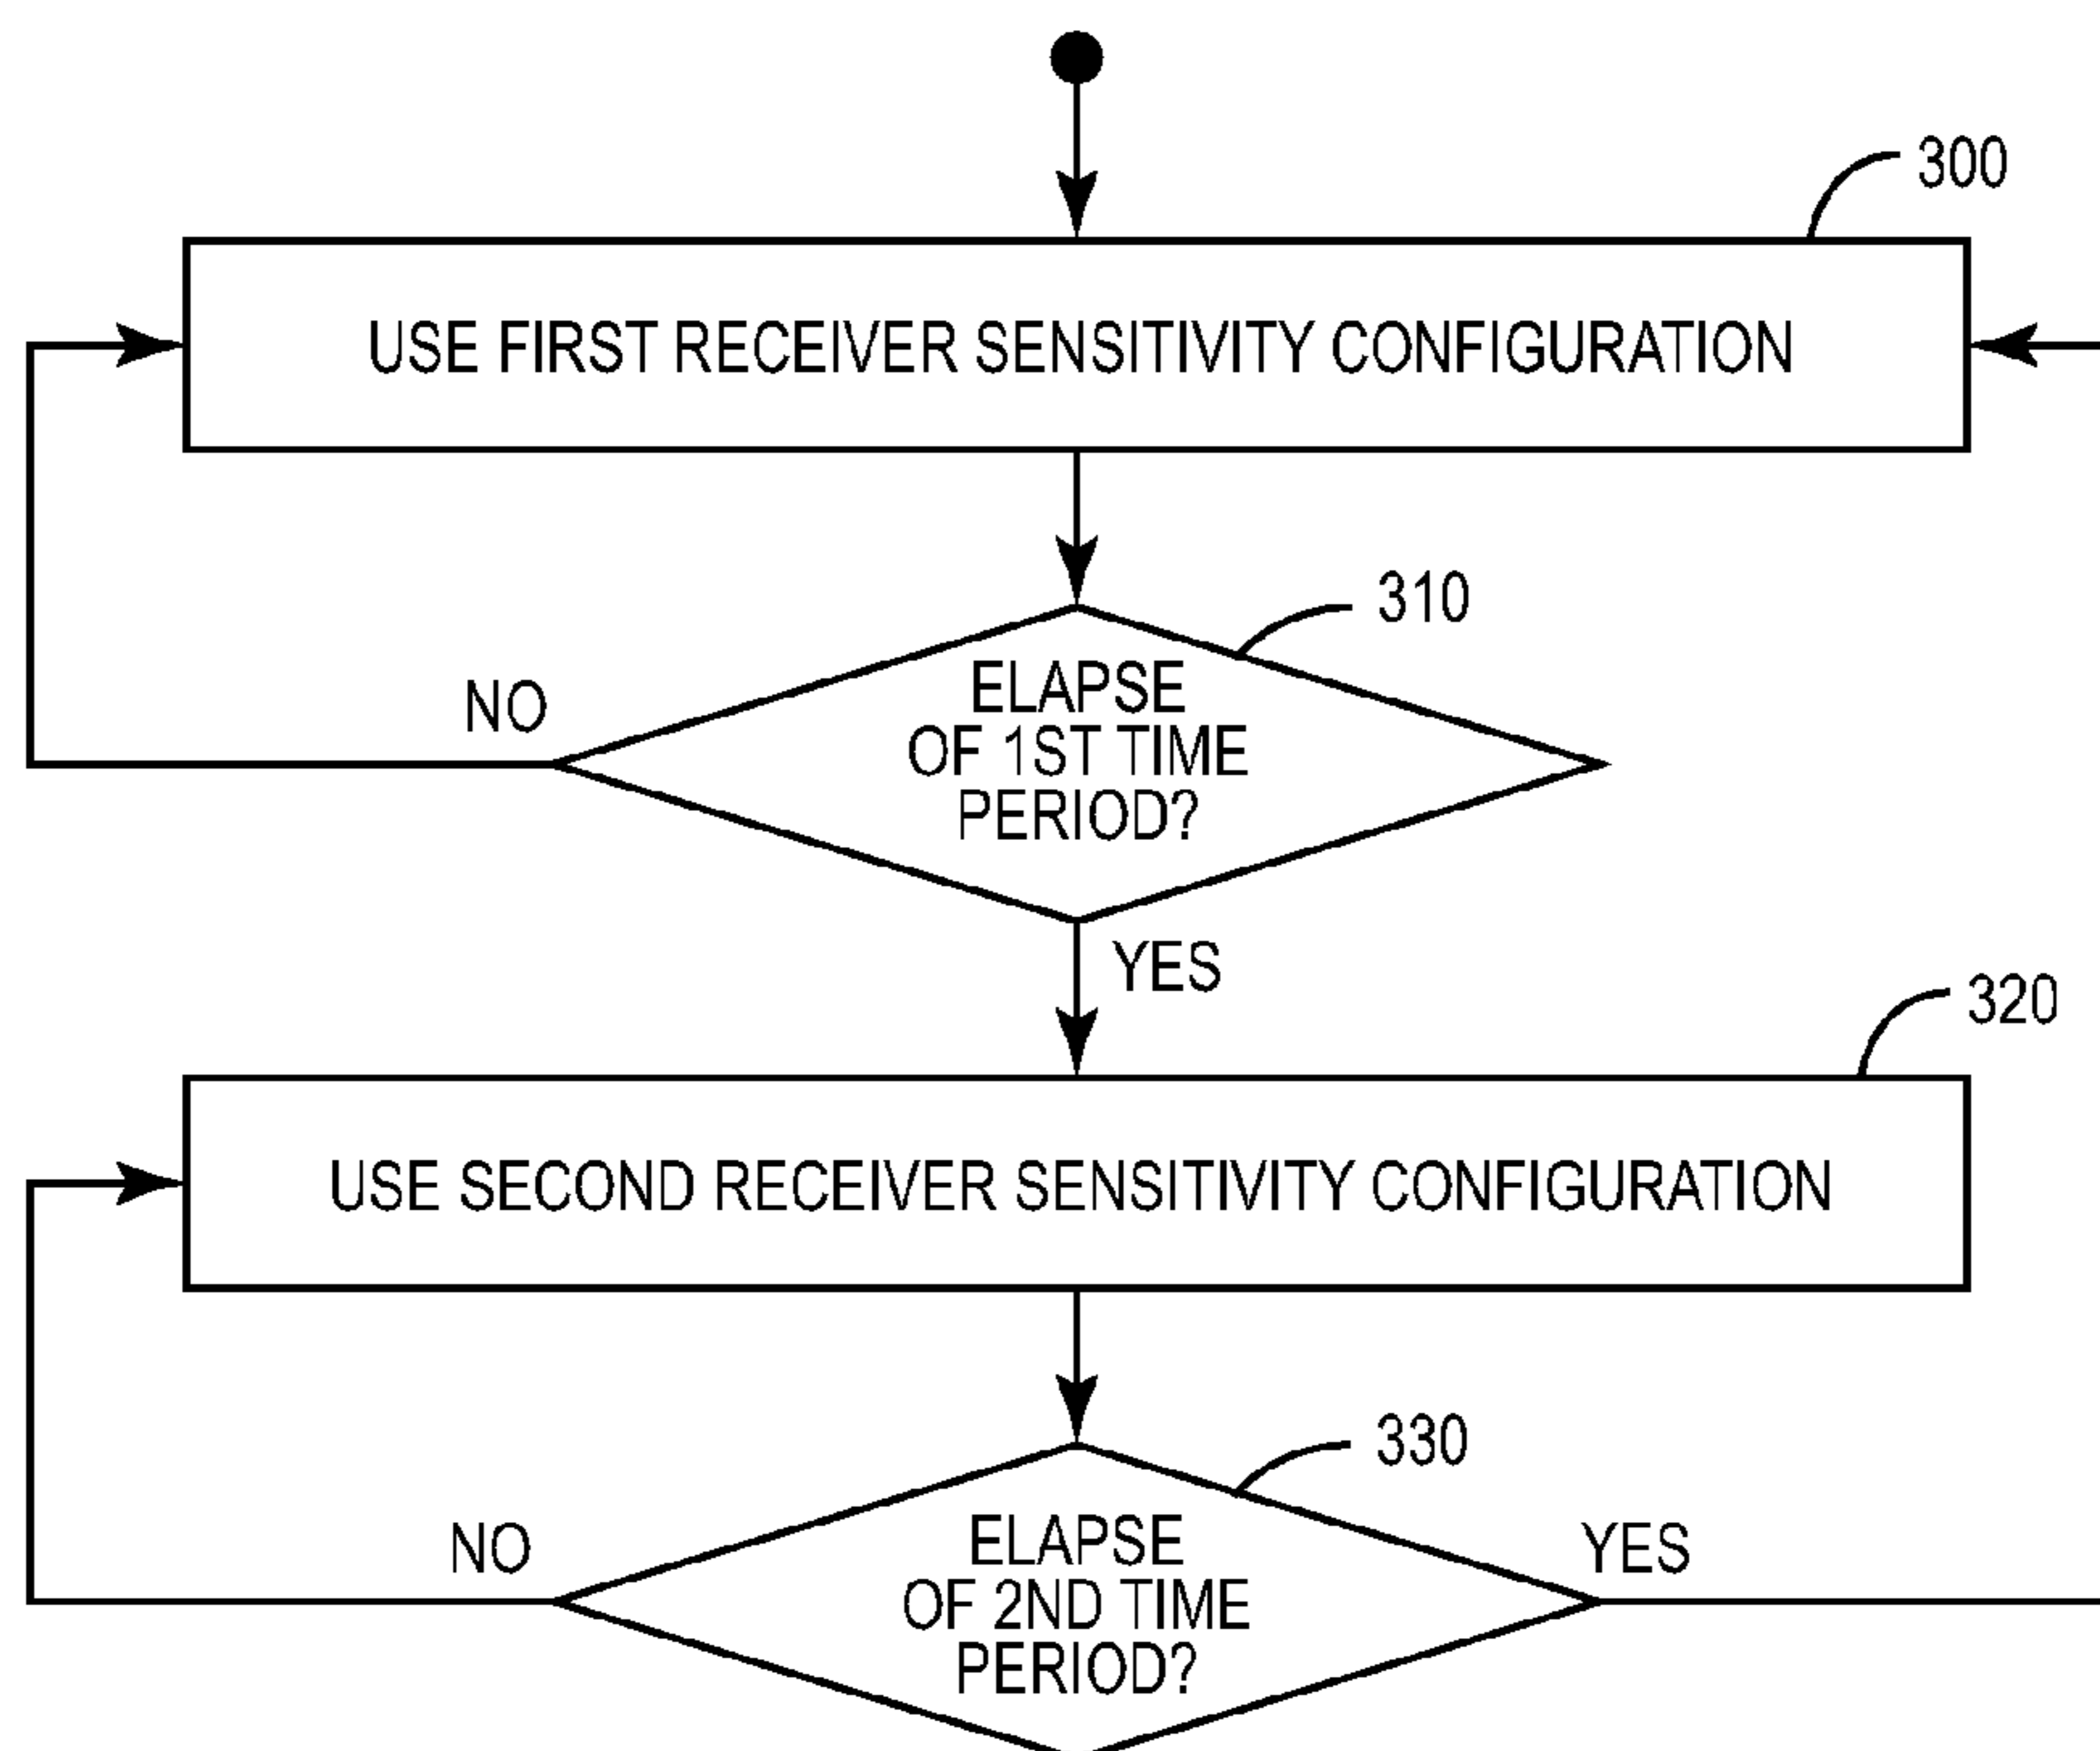 300
USE FIRST RECEIVER SENSITIVITY CONFIGURATION
310
ELAPSE
OF 1ST TIME
PERIOD?
NO
YES
320
USE SECOND RECEIVER SENSITIVITY CONFIGURATION
330
ELAPSE
OF 2ND TIME
PERIOD?
NO
YES